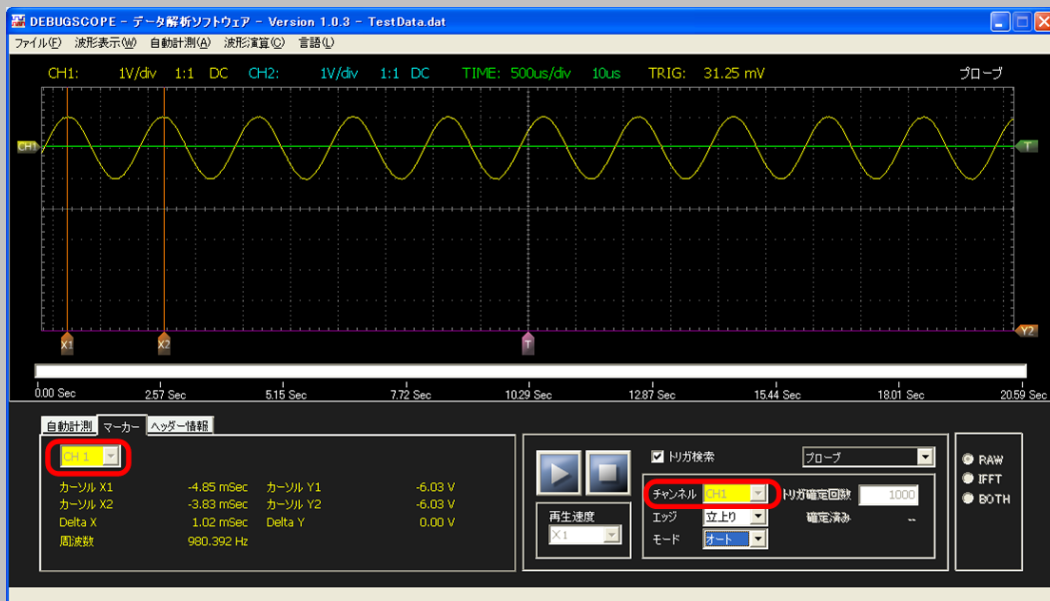 DEBUGSCOPE - データ解析ソフトウェア - Version 1.0.3 - TestData.dat
ファイル(F) 波形表示(W) 自動計測(A) 波形演算(C) 言語(L)
CH1: 1V/div 1:1 DC CH2: 1V/div 1:1 DC TIME: 500us/div 10us TRIG: 31.25 mV プローブ
CH1 T
Y2
X1 X2 T
0.00 Sec 2.57 Sec 5.15 Sec 7.72 Sec 10.29 Sec 12.87 Sec 15.44 Sec 18.01 Sec 20.59 Sec
自動計測 マーカー ヘッダー情報
CH 1
カーソル X1 -4.85 mSec カーソル Y1 -6.03 V
カーソル X2 -3.83 mSec カーソル Y2 -6.03 V
Delta X 1.02 mSec Delta Y 0.00 V
周波数 980.392 Hz
再生速度
X1
トリガ検索 プローブ
チャンネル CH1 トリガ確定回数 1000
エッジ 立上り 確定済み --
モード オート
RAW
IFFT
BOTH